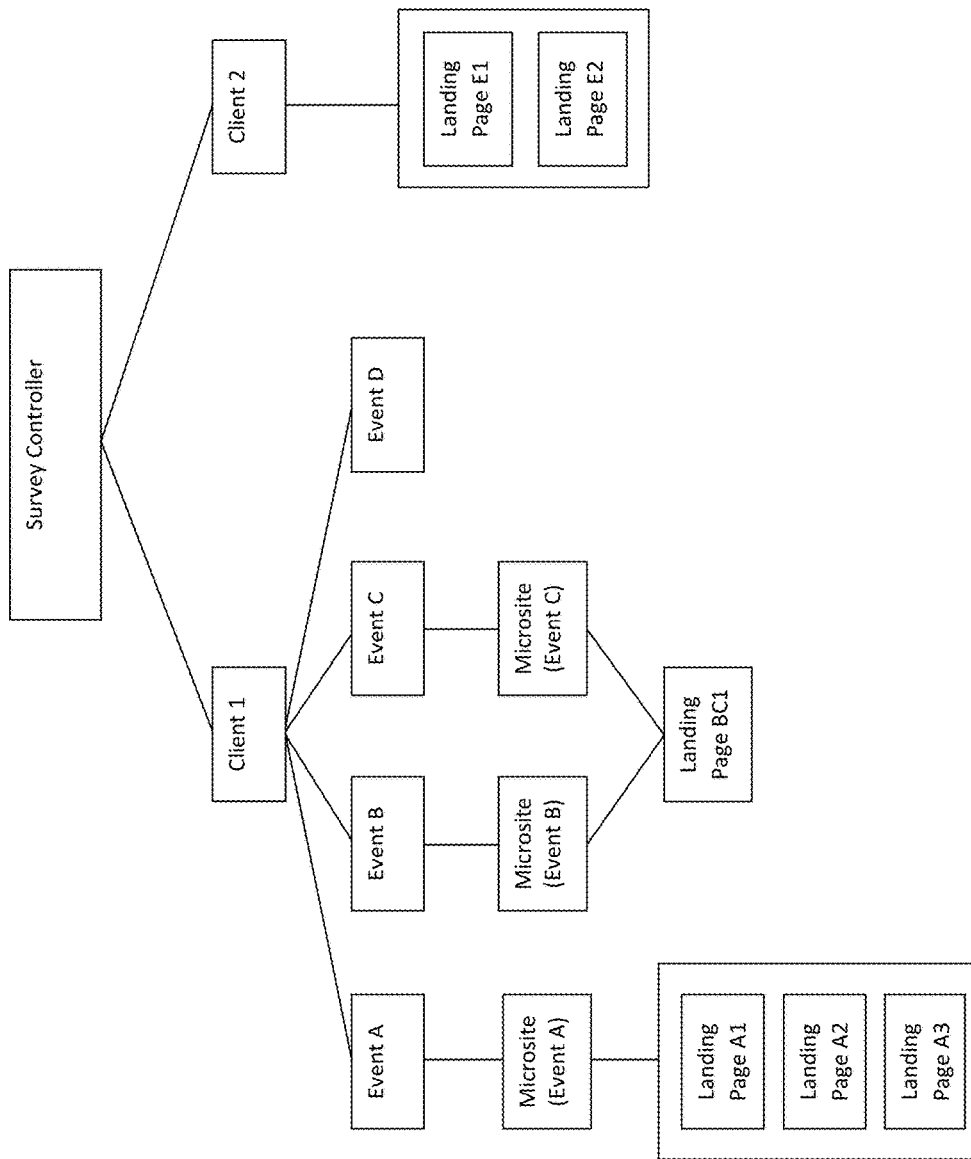 Survey Controller
Client 1
Client 2
Event A
Event B
Event C
Event D
Microsite
(Event A)
Microsite
(Event B)
Microsite
(Event C)
Landing
Page A1
Landing
Page A2
Landing
Page A3
Landing
Page BC1
Landing
Page E1
Landing
Page E2